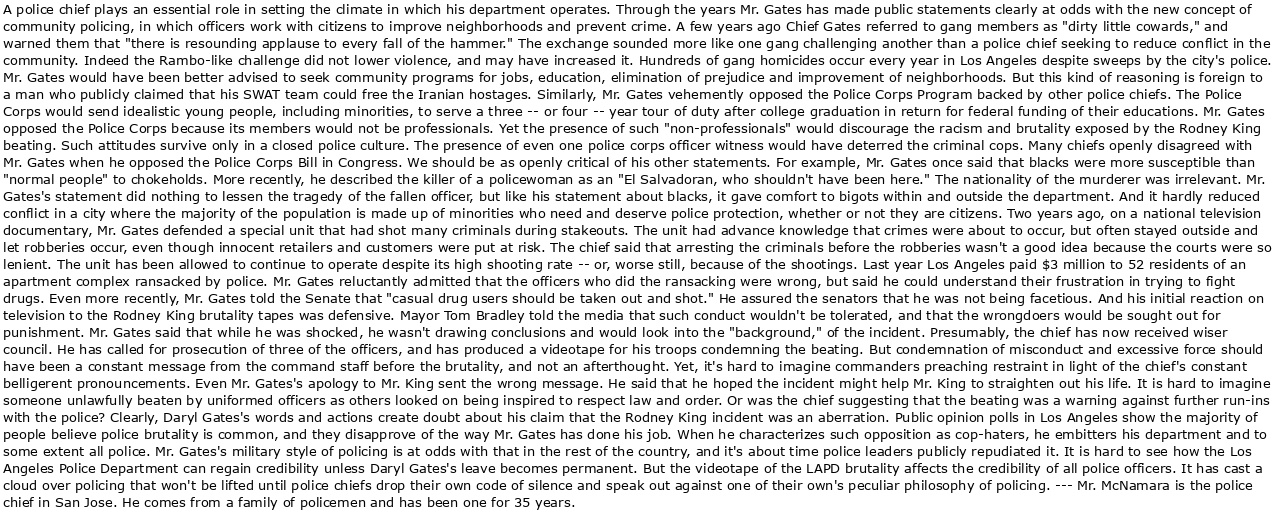 A police chief plays an essential role in setting the climate in which his department operates. Through the years Mr. Gates has made public statements clearly at odds with the new concept of
community policing, in which officers work with citizens to improve neighborhoods and prevent crime. A few years ago Chief Gates referred to gang members as "dirty little cowards," and
warned them that "there is resounding applause to every fall of the hammer." The exchange sounded more like one gang challenging another than a police chief seeking to reduce conflict in the
community. Indeed the Rambo-like challenge did not lower violence, and may have increased it. Hundreds of gang homicides occur every year in Los Angeles despite sweeps by the city's police.
Mr. Gates would have been better advised to seek community programs for jobs, education, elimination of prejudice and improvement of neighborhoods. But this kind of reasoning is foreign to
a man who publicly claimed that his SWAT team could free the Iranian hostages. Similarly, Mr. Gates vehemently opposed the Police Corps Program backed by other police chiefs. The Police
Corps would send idealistic young people, including minorities, to serve a three -- or four -- year tour of duty after college graduation in return for federal funding of their educations. Mr. Gates
opposed the Police Corps because its members would not be professionals. Yet the presence of such "non-professionals" would discourage the racism and brutality exposed by the Rodney King
beating. Such attitudes survive only in a closed police culture. The presence of even one police corps officer witness would have deterred the criminal cops. Many chiefs openly disagreed with
Mr. Gates when he opposed the Police Corps Bill in Congress. We should be as openly critical of his other statements. For example, Mr. Gates once said that blacks were more susceptible than
"normal people" to chokeholds. More recently, he described the killer of a policewoman as an "El Salvadoran, who shouldn't have been here." The nationality of the murderer was irrelevant. Mr.
Gates's statement did nothing to lessen the tragedy of the fallen officer, but like his statement about blacks, it gave comfort to bigots within and outside the department. And it hardly reduced
conflict in a city where the majority of the population is made up of minorities who need and deserve police protection, whether or not they are citizens. Two years ago, on a national television
documentary, Mr. Gates defended a special unit that had shot many criminals during stakeouts. The unit had advance knowledge that crimes were about to occur, but often stayed outside and
let robberies occur, even though innocent retailers and customers were put at risk. The chief said that arresting the criminals before the robberies wasn't a good idea because the courts were so
lenient. The unit has been allowed to continue to operate despite its high shooting rate -- or, worse still, because of the shootings. Last year Los Angeles paid $3 million to 52 residents of an
apartment complex ransacked by police. Mr. Gates reluctantly admitted that the officers who did the ransacking were wrong, but said he could understand their frustration in trying to fight
drugs. Even more recently, Mr. Gates told the Senate that "casual drug users should be taken out and shot." He assured the senators that he was not being facetious. And his initial reaction on
television to the Rodney King brutality tapes was defensive. Mayor Tom Bradley told the media that such conduct wouldn't be tolerated, and that the wrongdoers would be sought out for
punishment. Mr. Gates said that while he was shocked, he wasn't drawing conclusions and would look into the "background," of the incident. Presumably, the chief has now received wiser
council. He has called for prosecution of three of the officers, and has produced a videotape for his troops condemning the beating. But condemnation of misconduct and excessive force should
have been a constant message from the command staff before the brutality, and not an afterthought. Yet, it's hard to imagine commanders preaching restraint in light of the chief's constant
belligerent pronouncements. Even Mr. Gates's apology to Mr. King sent the wrong message. He said that he hoped the incident might help Mr. King to straighten out his life. It is hard to imagine
someone unlawfully beaten by uniformed officers as others looked on being inspired to respect law and order. Or was the chief suggesting that the beating was a warning against further run-ins
with the police? Clearly, Daryl Gates's words and actions create doubt about his claim that the Rodney King incident was an aberration. Public opinion polls in Los Angeles show the majority of
people believe police brutality is common, and they disapprove of the way Mr. Gates has done his job. When he characterizes such opposition as cop-haters, he embitters his department and to
some extent all police. Mr. Gates's military style of policing is at odds with that in the rest of the country, and it's about time police leaders publicly repudiated it. It is hard to see how the Los
Angeles Police Department can regain credibility unless Daryl Gates's leave becomes permanent. But the videotape of the LAPD brutality affects the credibility of all police officers. It has cast a
cloud over policing that won't be lifted until police chiefs drop their own code of silence and speak out against one of their own's peculiar philosophy of policing. --- Mr. McNamara is the police
chief in San Jose. He comes from a family of policemen and has been one for 35 years.